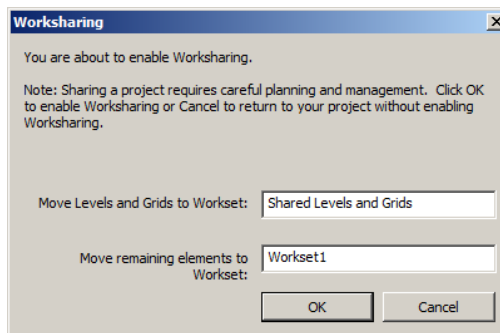 Worksharing
You are about to enable Worksharing.
Note: Sharing a project requires careful planning and management. Click OK
to enable Worksharing or Cancel to return to your project without enabling
Worksharing.
Move Levels and Grids to Workset: Shared Levels and Grids
Move remaining elements to Workset1
Workset:
OK Cancel